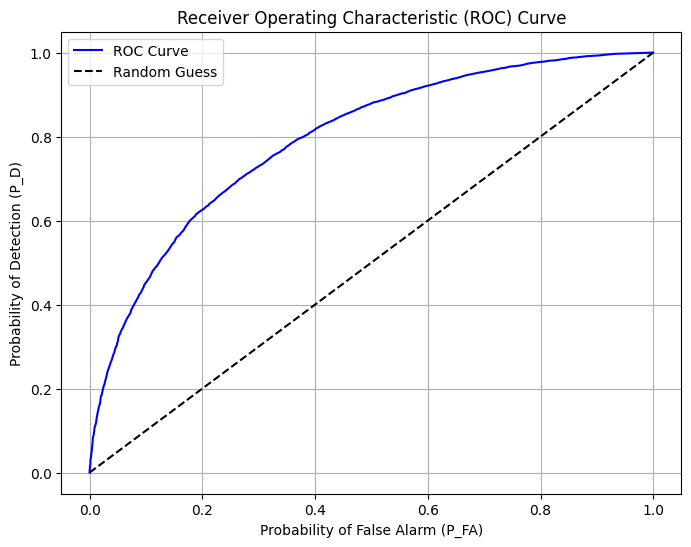 Receiver Operating Characteristic (ROC) Curve
ROC Curve
Random Guess
Probability of Detection (P_D)
1.0
0.8
0.6
0.4
0.2
0.0
0.0 0.2 0.4 0.6 0.8 1.0
Probability of False Alarm (P_FA)